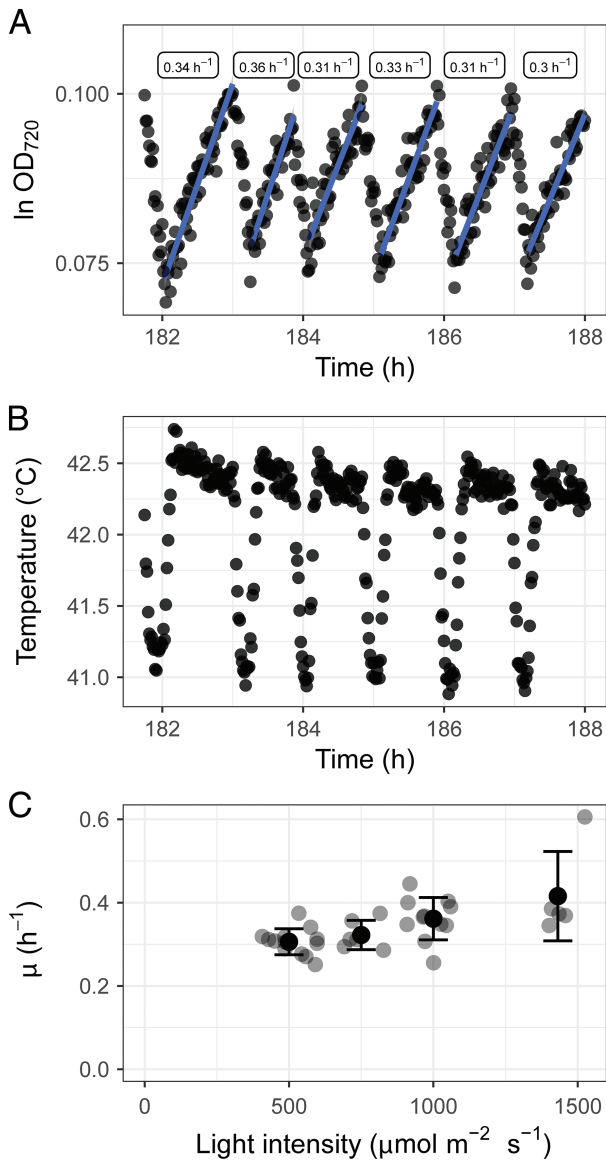 A
0.34 h⁻¹ 0.36 h⁻¹ 0.31 h⁻¹ 0.33 h⁻¹ 0.31 h⁻¹ 0.3 h⁻¹
ln OD₇₂₀
0.100
0.075
182 184 186 188
Time (h)
B
Temperature (°C)
42.5
42.0
41.5
41.0
182 184 186 188
Time (h)
C
µ (h⁻¹)
0.6
0.4
0.2
0.0
0 500 1000 1500
Light intensity (µmol m⁻² s⁻¹)